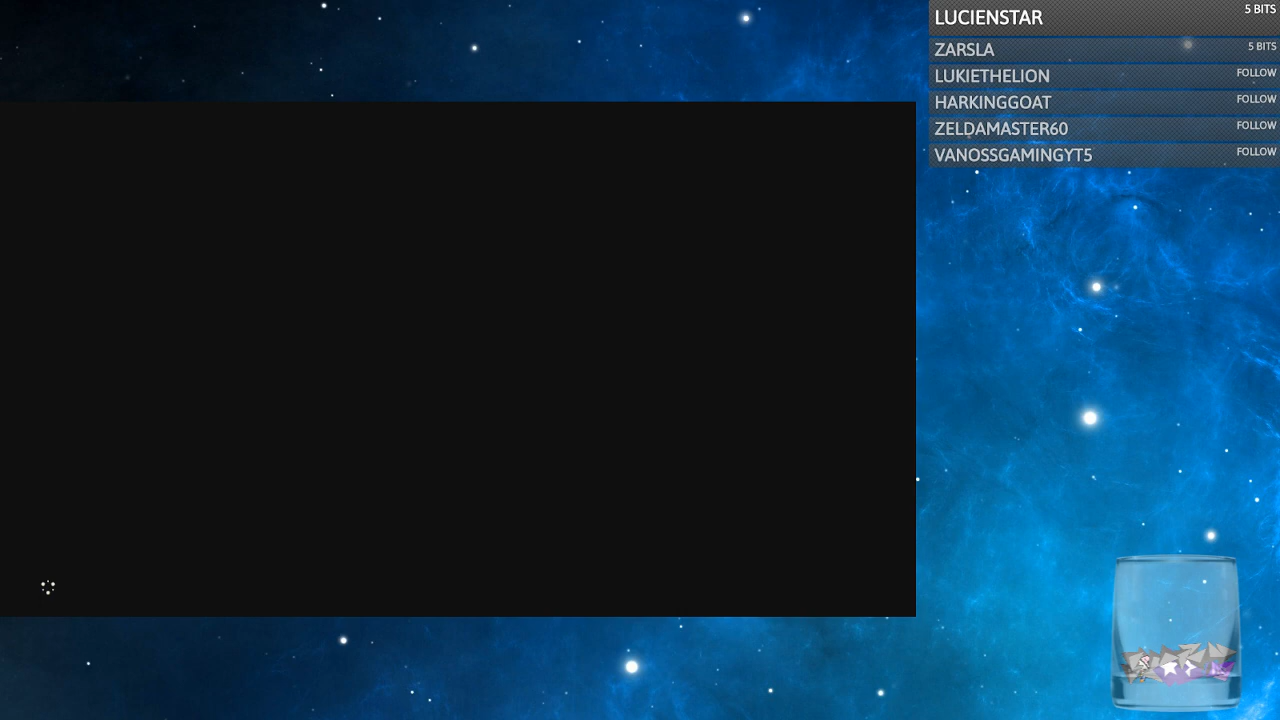 LUCIENSTAR 5 BITS
ZARSLA 5 BITS
LUKIETHELION FOLLOW
HARKINGGOAT FOLLOW
ZELDAMASTER60 FOLLOW
VANOSSGAMINGYT5 FOLLOW